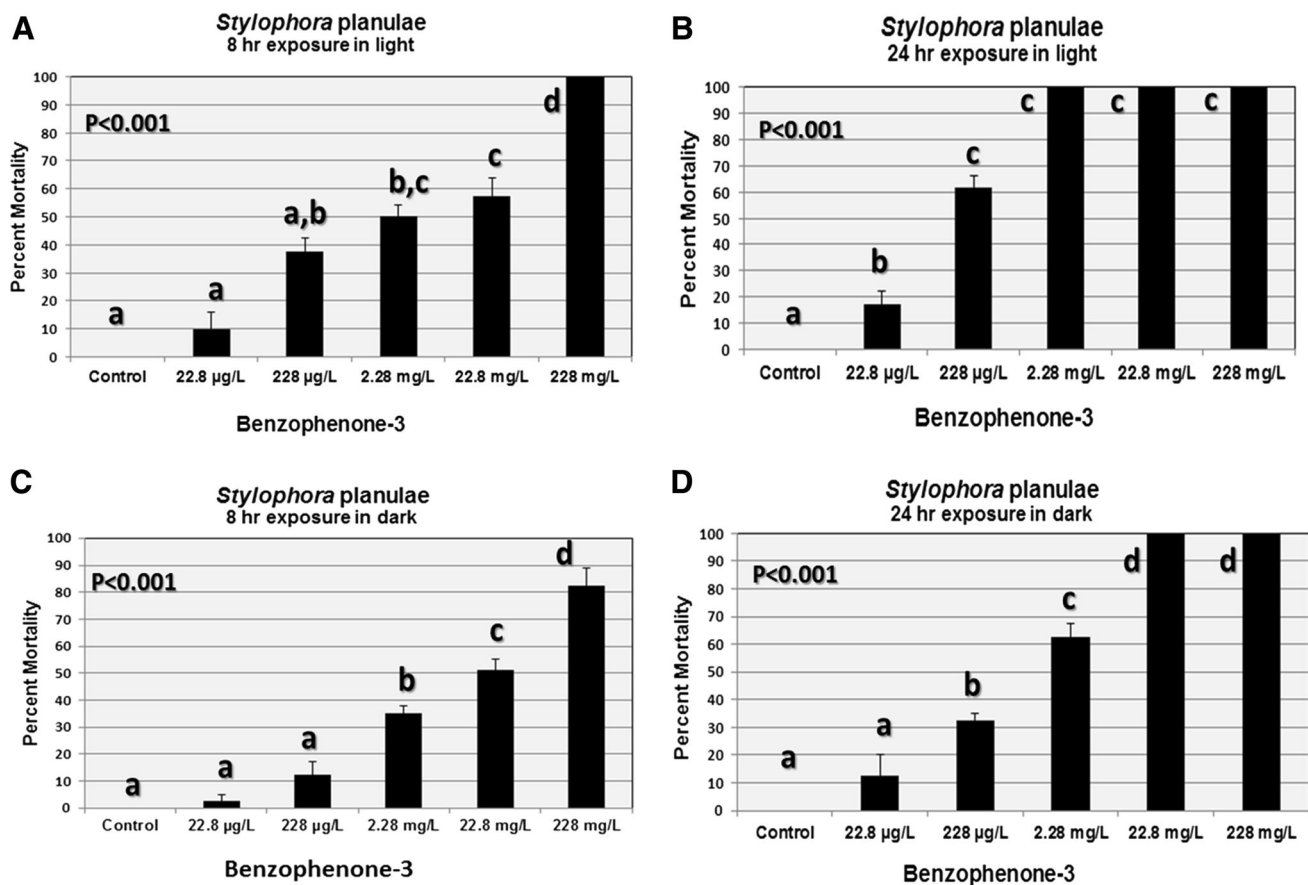 A
Stylophora planulae
8 hr exposure in light
100
90
80
70
60
50
40
30
20
10
0
Percent Mortality
P<0.001
a
a
a,b
b,c
c
d
Control 22.8 µg/L 228 µg/L 2.28 mg/L 22.8 mg/L 228 mg/L
Benzophenone-3
B
Stylophora planulae
24 hr exposure in light
100
90
80
70
60
50
40
30
20
10
0
Percent Mortality
P<0.001
a
b
c
c
c
c
Control 22.8 µg/L 228 µg/L 2.28 mg/L 22.8 mg/L 228 mg/L
Benzophenone-3
C
Stylophora planulae
8 hr exposure in dark
100
90
80
70
60
50
40
30
20
10
0
Percent Mortality
P<0.001
a
a
a
b
c
d
Control 22.8 µg/L 228 µg/L 2.28 mg/L 22.8 mg/L 228 mg/L
Benzophenone-3
D
Stylophora planulae
24 hr exposure in dark
100
90
80
70
60
50
40
30
20
10
0
Percent Mortality
P<0.001
a
a
b
c
d
d
Control 22.8 µg/L 228 µg/L 2.28 mg/L 22.8 mg/L 228 mg/L
Benzophenone-3